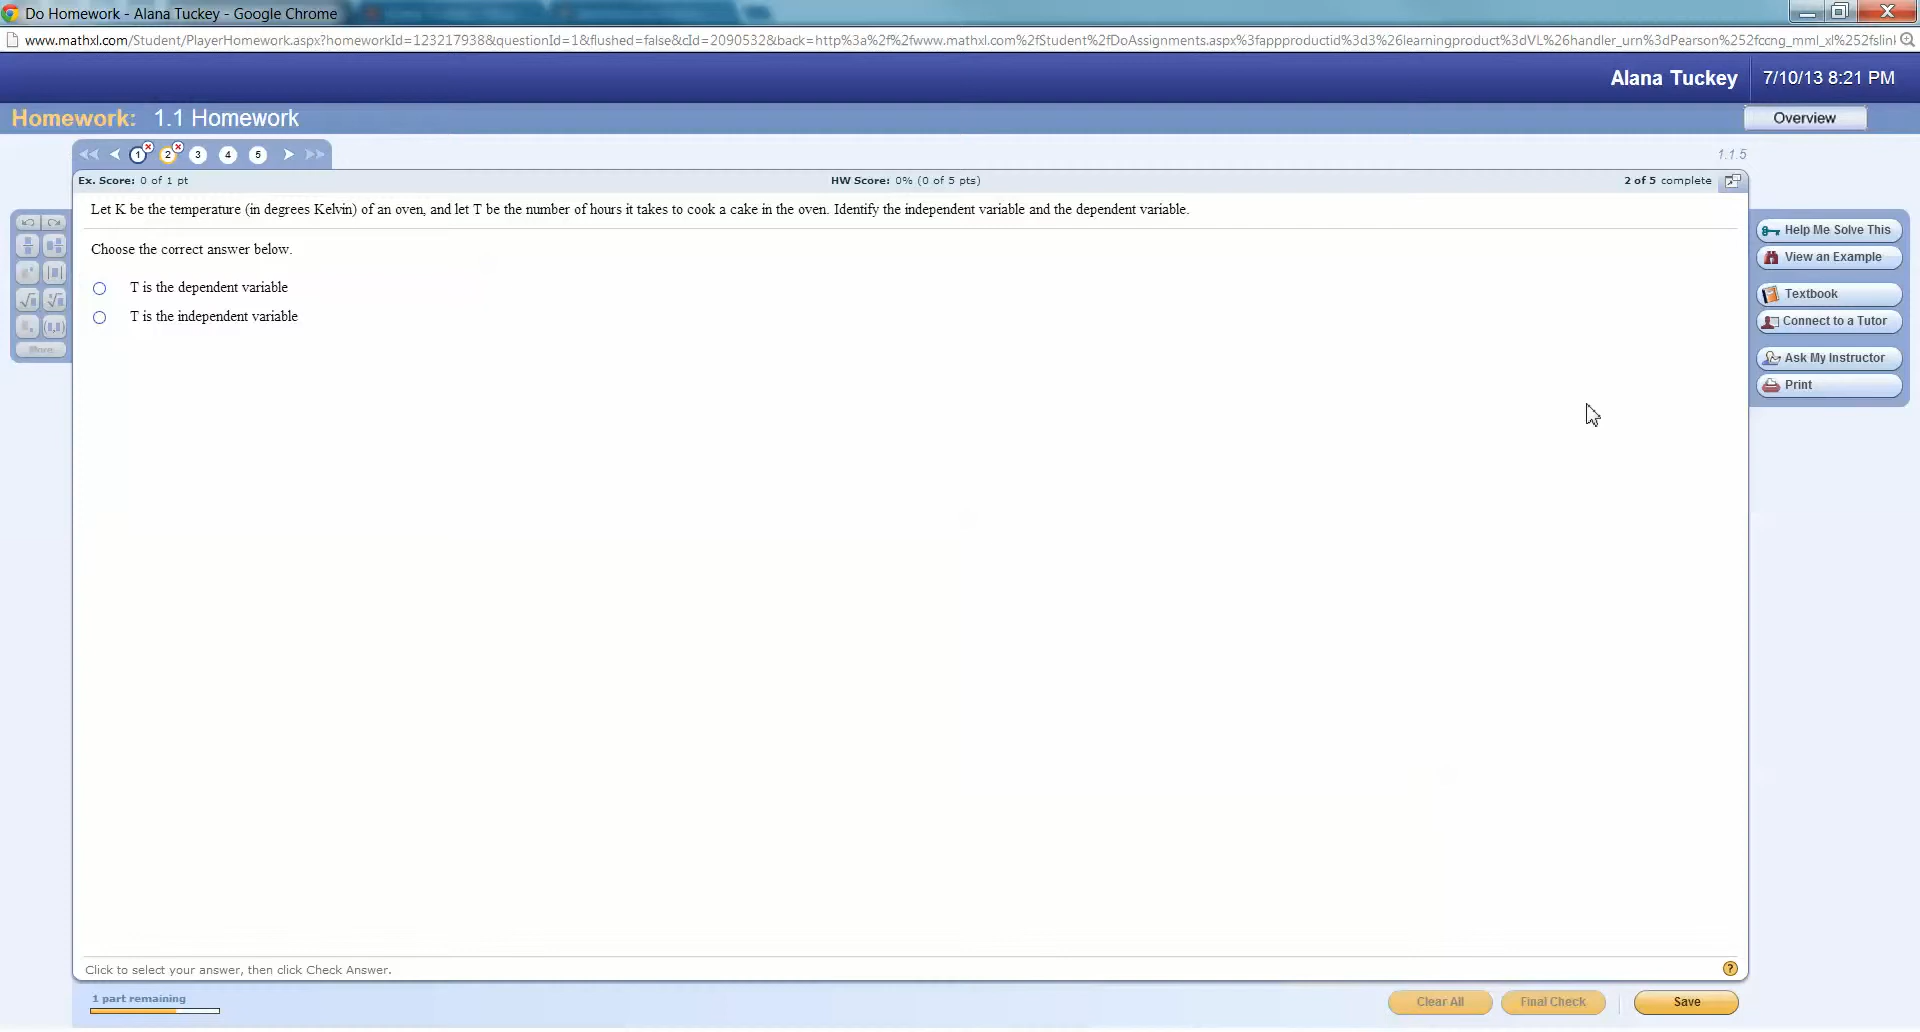 Do Homework - Alana Tuckey - Google Chrome
www.mathxl.com/Student/PlayerHomework.aspx?homeworkId=123217938&questionId=1&flushed=false&cId=2090532&back=http%3a%2f%2fwww.mathxl.com%2fStudent%2fDoAssignments.aspx%3fappproductid%3d3%26learningproduct%3dVL%26handler_urn%3dPearson%252fccng_mml_xl%252fslinl
Alana Tuckey 7/10/13 8:21 PM
Homework: 1.1 Homework Overview
1 2 3 4 5 1.1.5
Ex. Score: 0 of 1 pt HW Score: 0% (0 of 5 pts) 2 of 5 complete
Let K be the temperature (in degrees Kelvin) of an oven, and let T be the number of hours it takes to cook a cake in the oven. Identify the independent variable and the dependent variable.
Choose the correct answer below.
T is the dependent variable
T is the independent variable
More
Help Me Solve This
View an Example
Textbook
Connect to a Tutor
Ask My Instructor
Print
Click to select your answer, then click Check Answer. ?
1 part remaining
Clear All Final Check Save